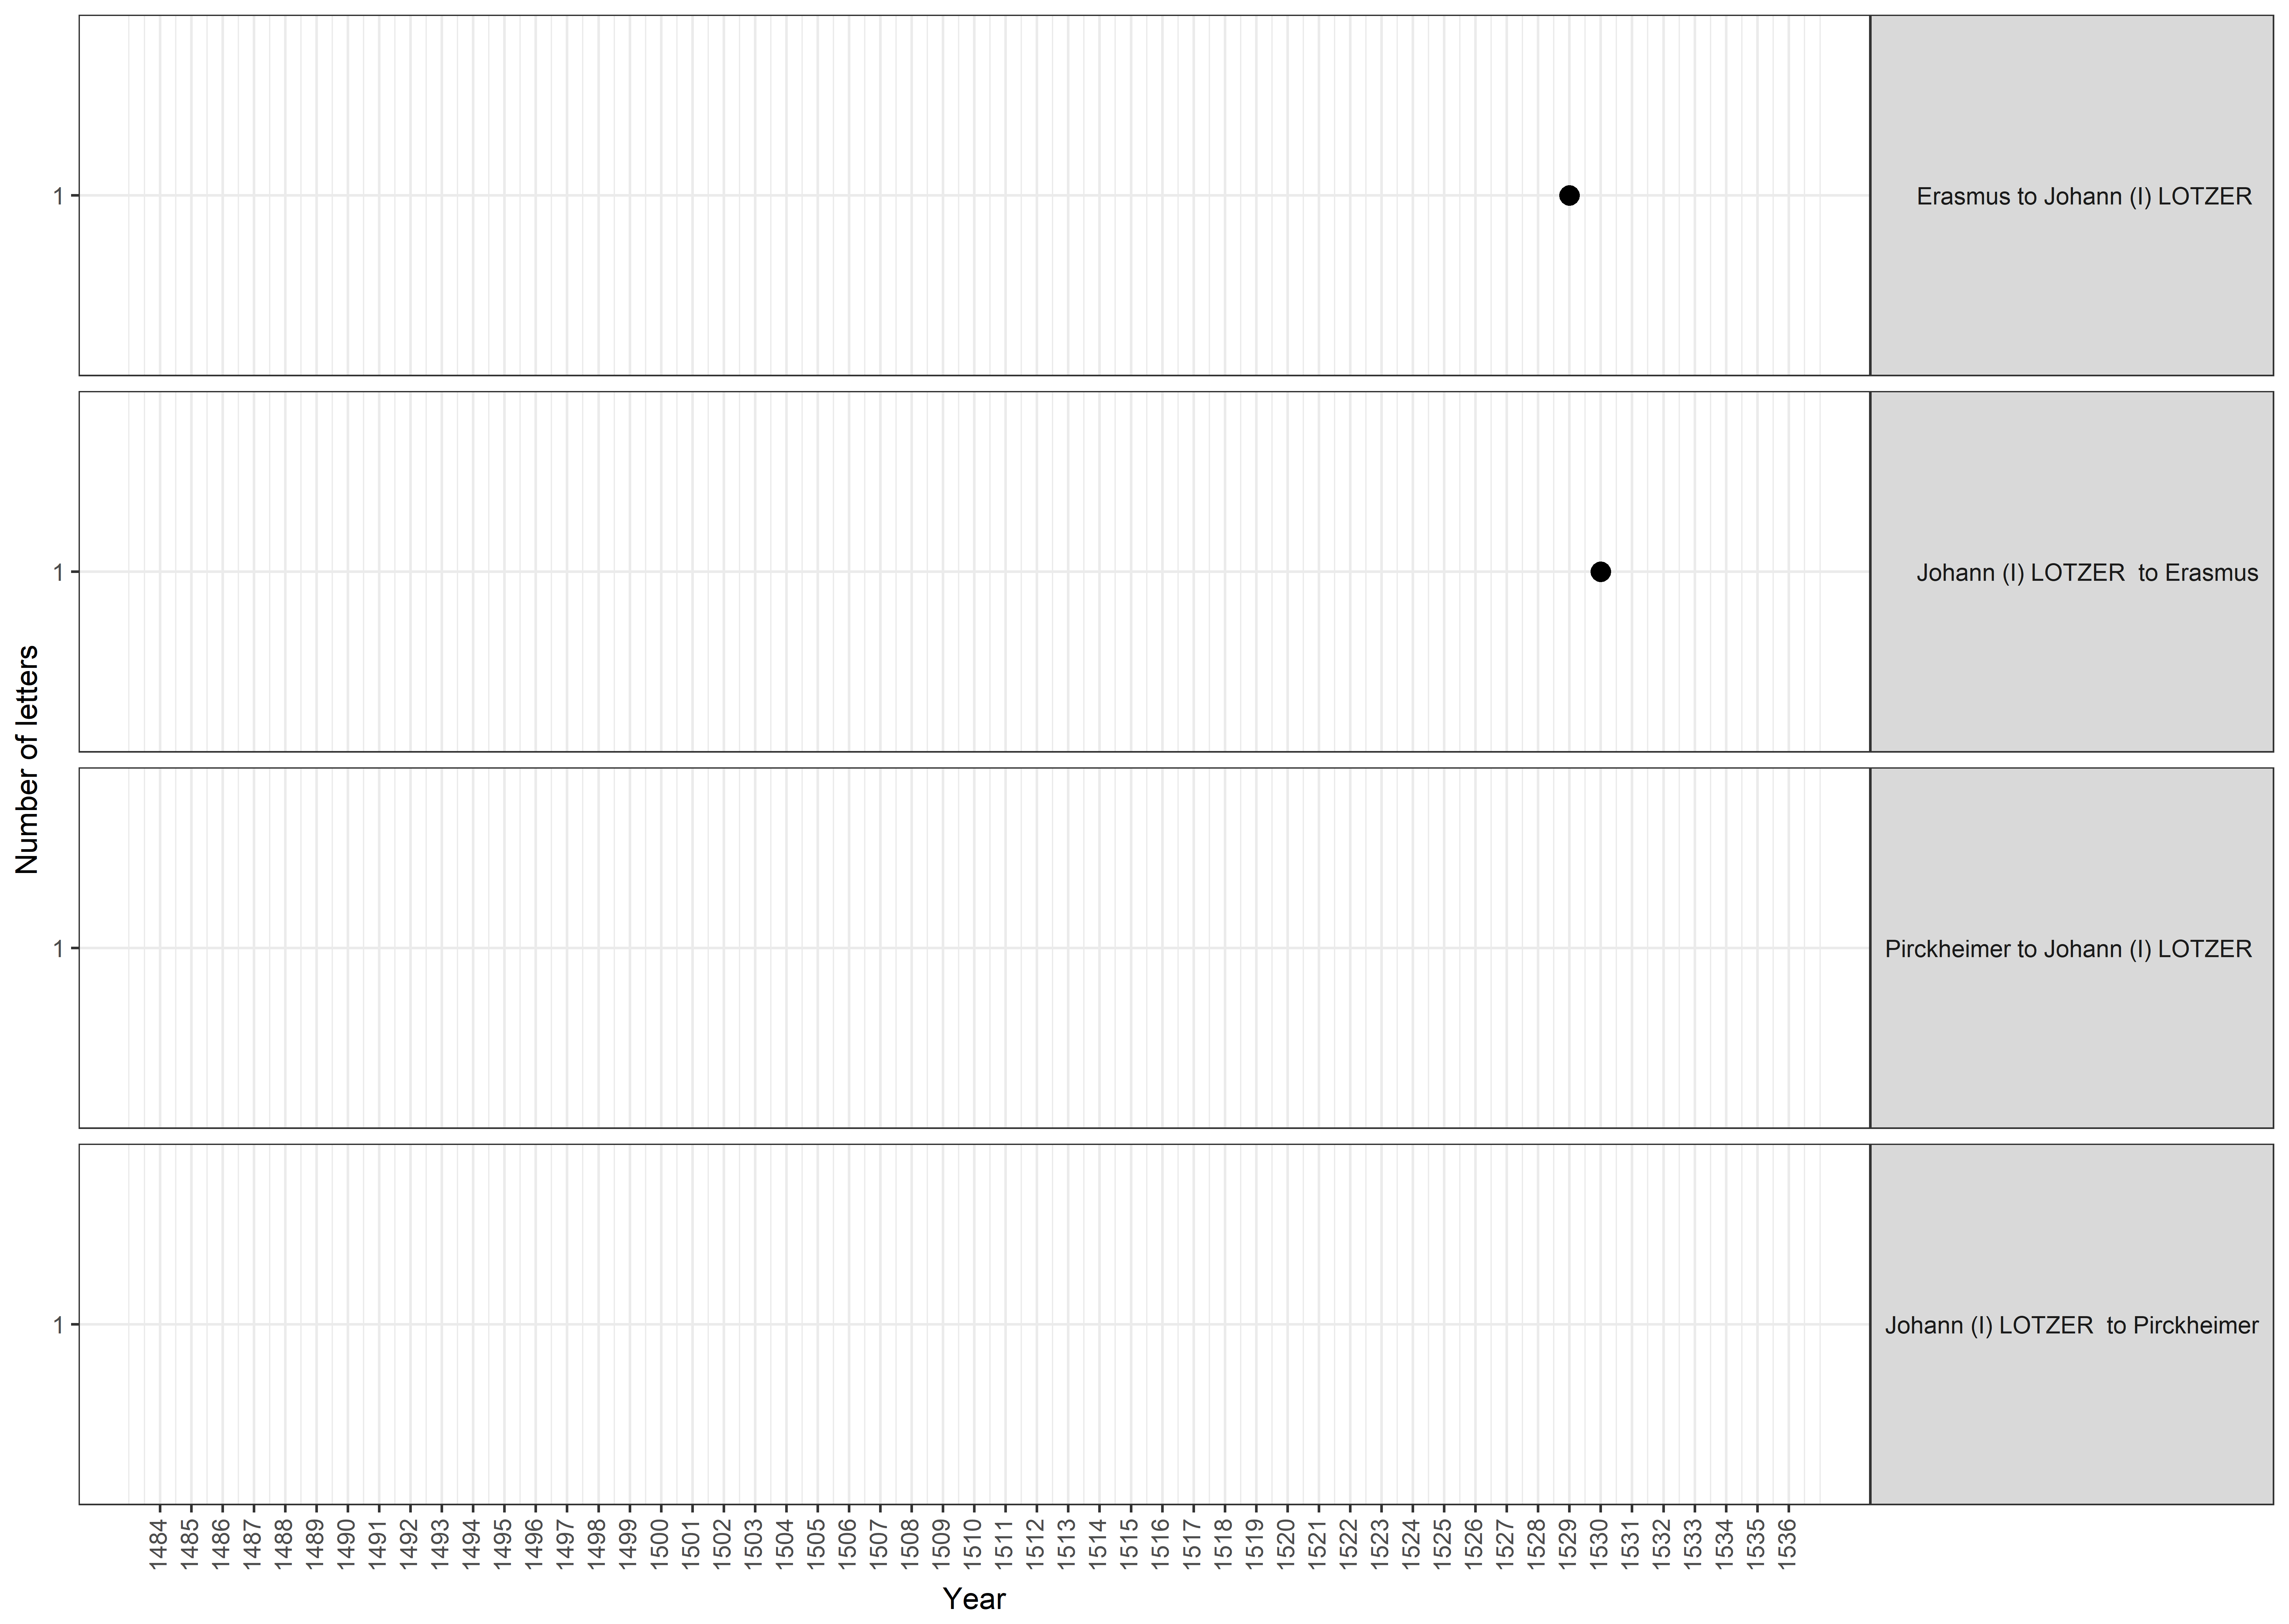 Number of letters
1
Erasmus to Johann (I) LOTZER
1
Johann (I) LOTZER  to Erasmus
1
Pirckheimer to Johann (I) LOTZER
1
Johann (I) LOTZER  to Pirckheimer
1484 1485 1486 1487 1488 1489 1490 1491 1492 1493 1494 1495 1496 1497 1498 1499 1500 1501 1502 1503 1504 1505 1506 1507 1508 1509 1510 1511 1512 1513 1514 1515 1516 1517 1518 1519 1520 1521 1522 1523 1524 1525 1526 1527 1528 1529 1530 1531 1532 1533 1534 1535 1536
Year